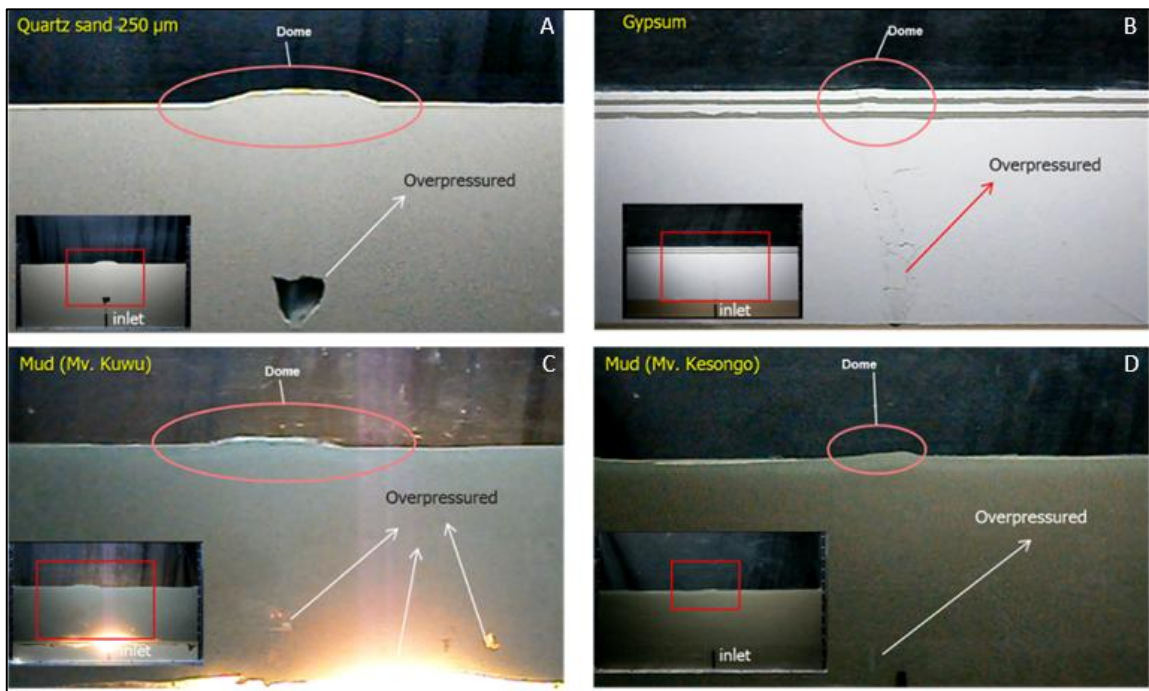 Quartz sand 250 µm
A
Dome
Overpressured
inlet
Gypsum
B
Dome
Overpressured
inlet
Mud (Mv. Kuwu)
C
Dome
Overpressured
inlet
Mud (Mv. Kesongo)
D
Dome
Overpressured
inlet